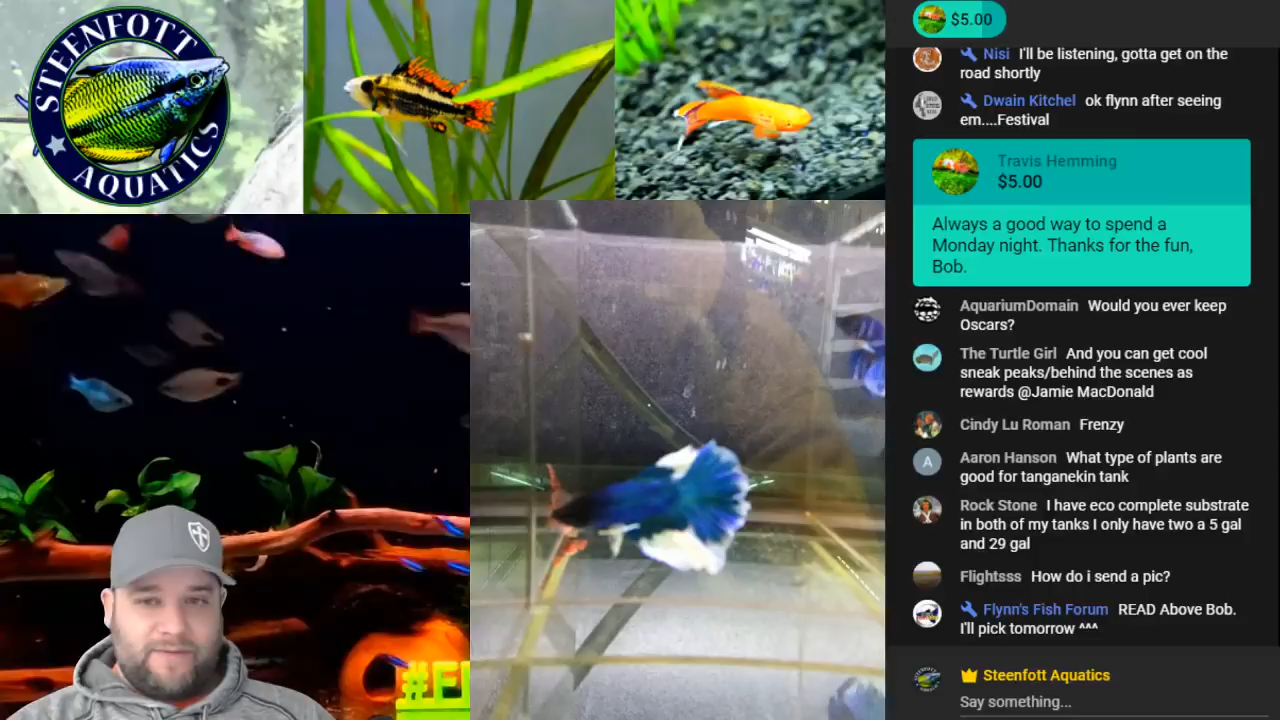 STEENFOTT
AQUATICS
$5.00
Nisi I'll be listening, gotta get on the
road shortly
Dwain Kitchel ok flynn after seeing
em....Festival
Travis Hemming
$5.00
Always a good way to spend a
Monday night. Thanks for the fun,
Bob.
AquariumDomain Would you ever keep
Oscars?
The Turtle Girl And you can get cool
sneak peaks/behind the scenes as
rewards @Jamie MacDonald
Cindy Lu Roman Frenzy
Aaron Hanson What type of plants are
good for tanganekin tank
A
Rock Stone I have eco complete substrate
in both of my tanks I only have two a 5 gal
and 29 gal
Flightsss How do i send a pic?
Flynn's Fish Forum READ Above Bob.
I'll pick tomorrow ^^^
Steenfott Aquatics
Say something...